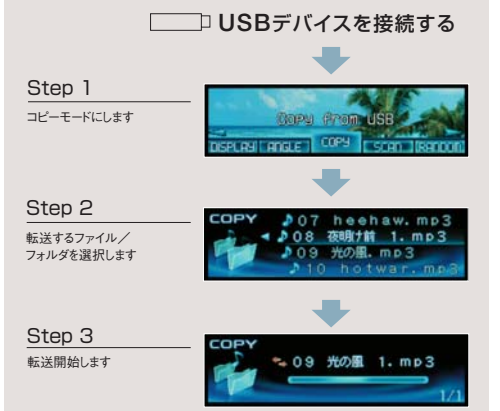 USBデバイスを接続する
Step 1
コピーモードにします
Copy from USB
DISPLAY ANGLE COPY SCAN RANDOM
Step 2
転送するファイル／
フォルダを選択します
COPY
07 heehaw.mp3
08 夜明け前 1.mp3
09 光の風.mp3
10 hotwar.mp3
Step 3
転送開始します
COPY
09 光の風 1.mp3
1/1